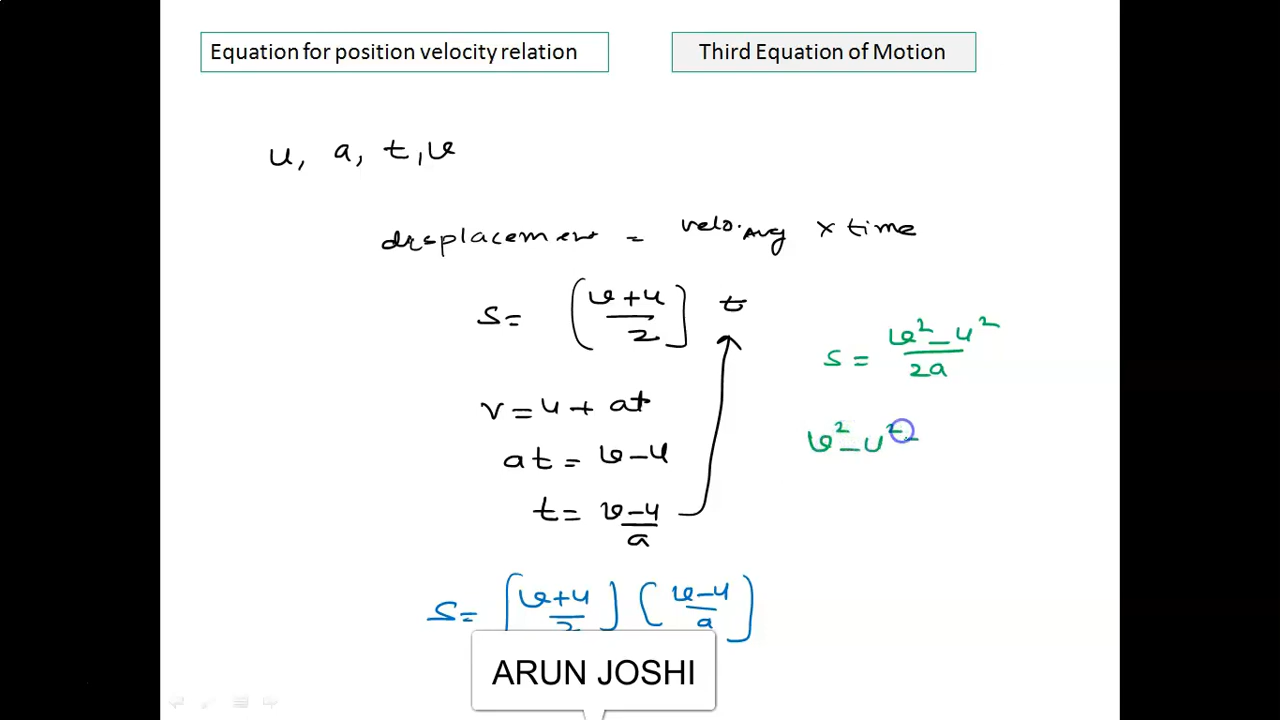 Equation for position velocity relation
Third Equation of Motion
u, a, t, v
displacement = velo. Avg × time
s = [v+u/2] t
v = u + at
at = v-u
t = v-u/a
s = [v+u/2] (v-u/a]
s = v²-u²/2a
v²-u²-
ARUN JOSHI